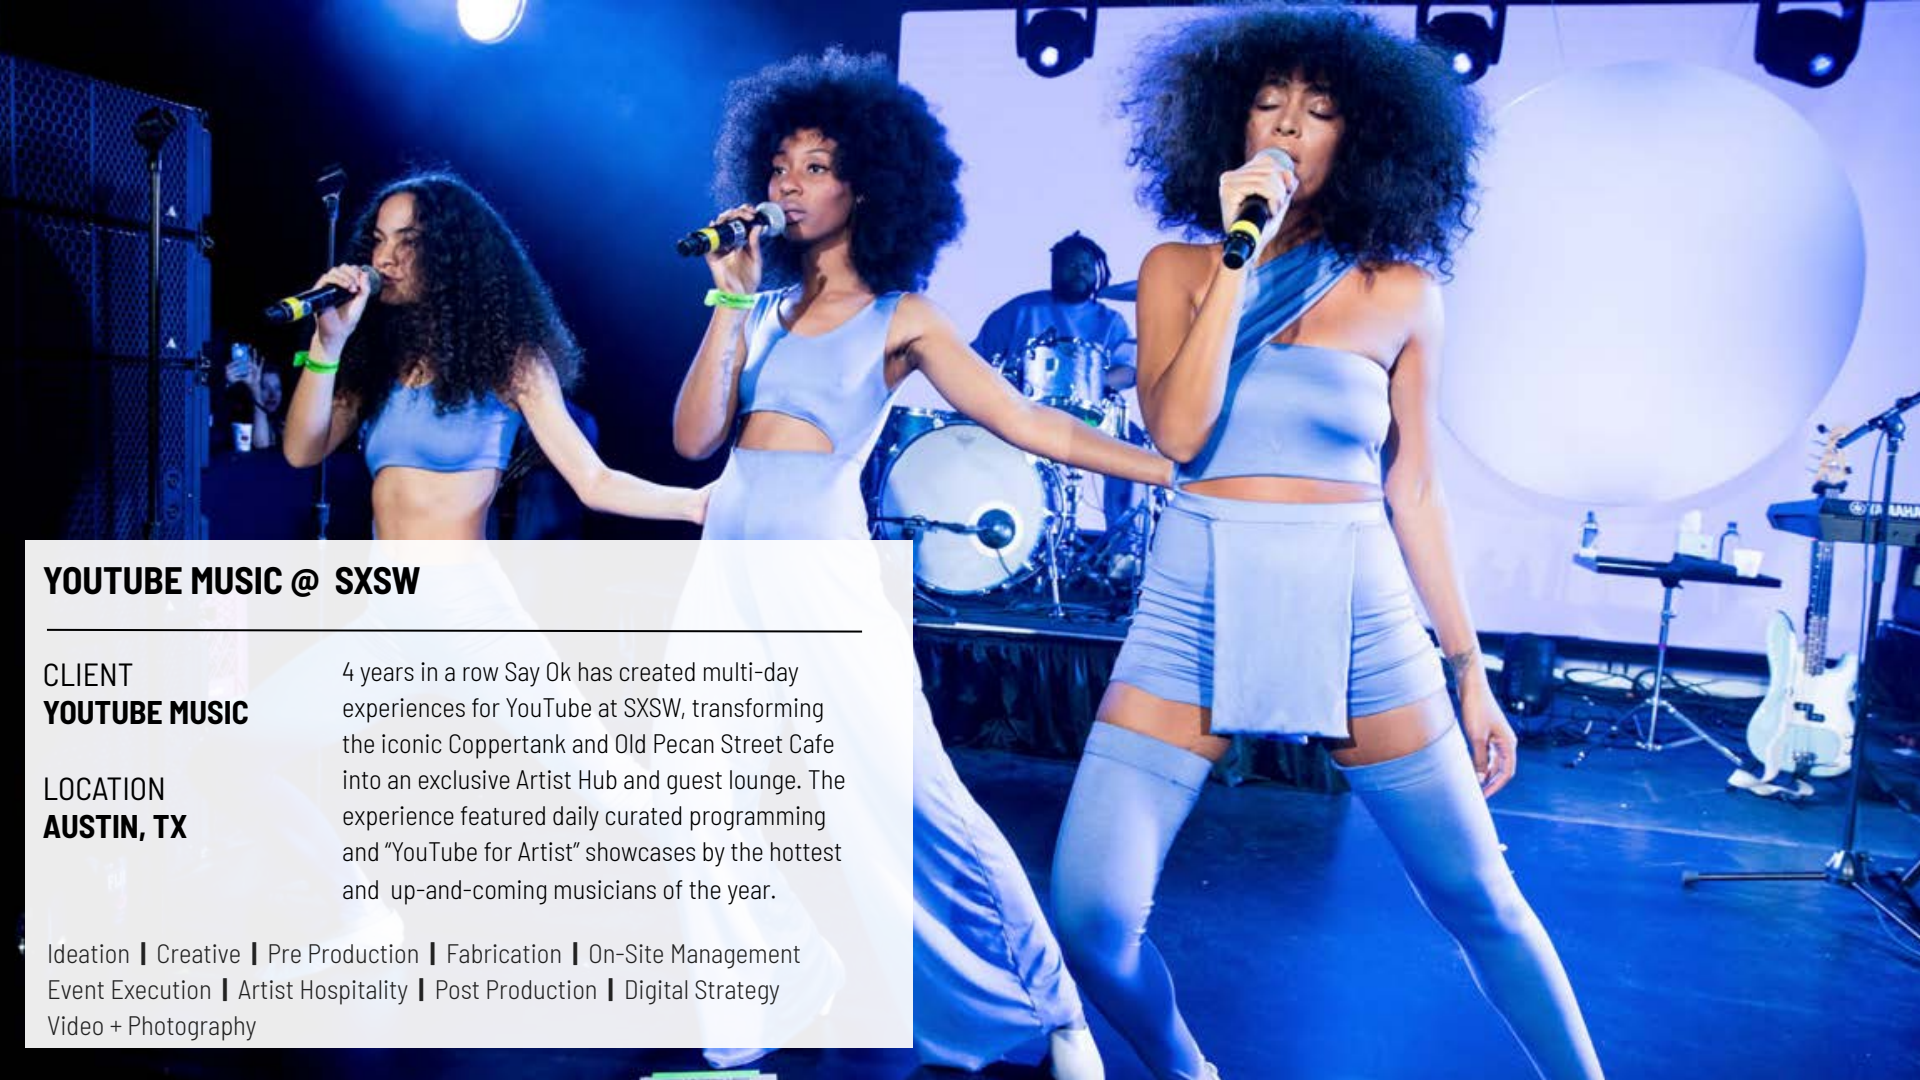 YOUTUBE MUSIC @  SXSW
CLIENT
YOUTUBE MUSIC
LOCATION
AUSTIN, TX
4 years in a row Say Ok has created multi-day
experiences for YouTube at SXSW, transforming
the iconic Coppertank and Old Pecan Street Cafe
into an exclusive Artist Hub and guest lounge. The
experience featured daily curated programming
and “YouTube for Artist” showcases by the hottest
and  up-and-coming musicians of the year.
Ideation | Creative | Pre Production | Fabrication | On-Site Management
Event Execution | Artist Hospitality | Post Production | Digital Strategy
Video + Photography
YAMAHA